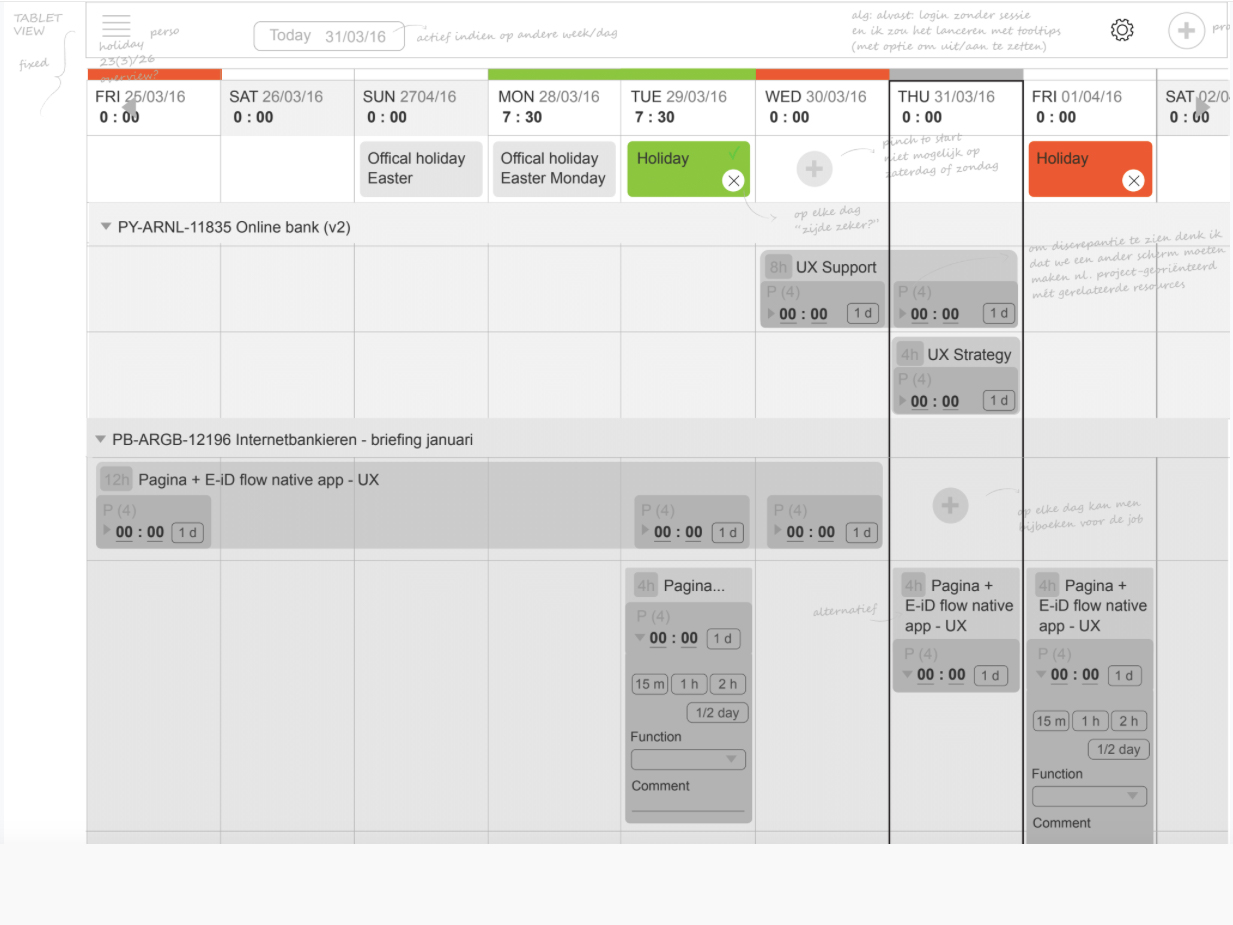 TABLET
VIEW
fixed
perso
holiday
23(3)/26
overview?
Today 31/03/16
actief indien op andere week/dag
alg: alvast: login zonder sessie
en ik zou het lanceren met tooltips
(met optie om uit/aan te zetten)
pro
FRI 25/03/16
0 : 00
SAT 26/03/16
0 : 00
SUN 2704/16
0 : 00
MON 28/03/16
7 : 30
TUE 29/03/16
7 : 30
WED 30/03/16
0 : 00
THU 31/03/16
0 : 00
FRI 01/04/16
0 : 00
SAT 02/0
0 : 00
Offical holiday
Easter
Offical holiday
Easter Monday
Holiday
pinch to start
niet mogelijk op
zaterdag of zondag
Holiday
op elke dag
"zijde zeker?"
PY-ARNL-11835 Online bank (v2)
om discrepantie te zien denk ik
dat we een ander scherm moeten
maken nl. project-georiënteerd
mét gerelateerde resources
8h UX Support
P (4)
00 : 00 1 d
P (4)
00 : 00 1 d
4h UX Strategy
P (4)
00 : 00 1 d
PB-ARGB-12196 Internetbankieren - briefing januari
12h Pagina + E-iD flow native app - UX
P (4)
00 : 00 1 d
P (4)
00 : 00 1 d
P (4)
00 : 00 1 d
op elke dag kan men
bijboeken voor de job
4h Pagina...
P (4)
00 : 00 1 d
15 m 1 h 2 h
1/2 day
Function
Comment
alternatief
4h Pagina +
E-iD flow native
app - UX
P (4)
00 : 00 1 d
4h Pagina +
E-iD flow native
app - UX
P (4)
00 : 00 1 d
15 m 1 h 2 h
1/2 day
Function
Comment